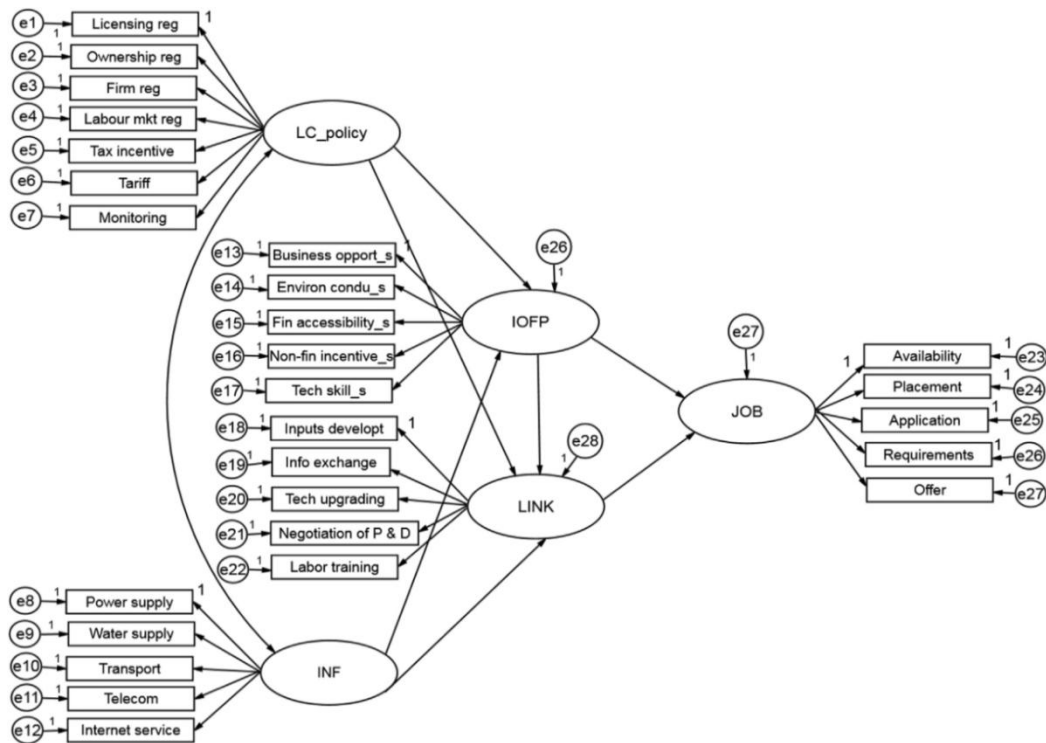 e1 1 Licensing reg 1
e2 1 Ownership reg
e3 1 Firm reg
e4 1 Labour mkt reg
e5 1 Tax incentive
e6 1 Tariff
e7 1 Monitoring
LC_policy
e13 1 Business opport_s 1
e14 1 Environ condu_s
e15 1 Fin accessibility_s
e16 1 Non-fin incentive_s
e17 1 Tech skill_s
e26
1
IOFP
e18 1 Inputs developt 1
e19 1 Info exchange
e20 1 Tech upgrading
e21 1 Negotiation of P & D
e22 1 Labor training
e28
1
LINK
e27
1
JOB
1 Availability 1 e23
Placement 1 e24
Application 1 e25
Requirements 1 e26
Offer 1 e27
e8 1 Power supply 1
e9 1 Water supply
e10 1 Transport
e11 1 Telecom
e12 1 Internet service
INF